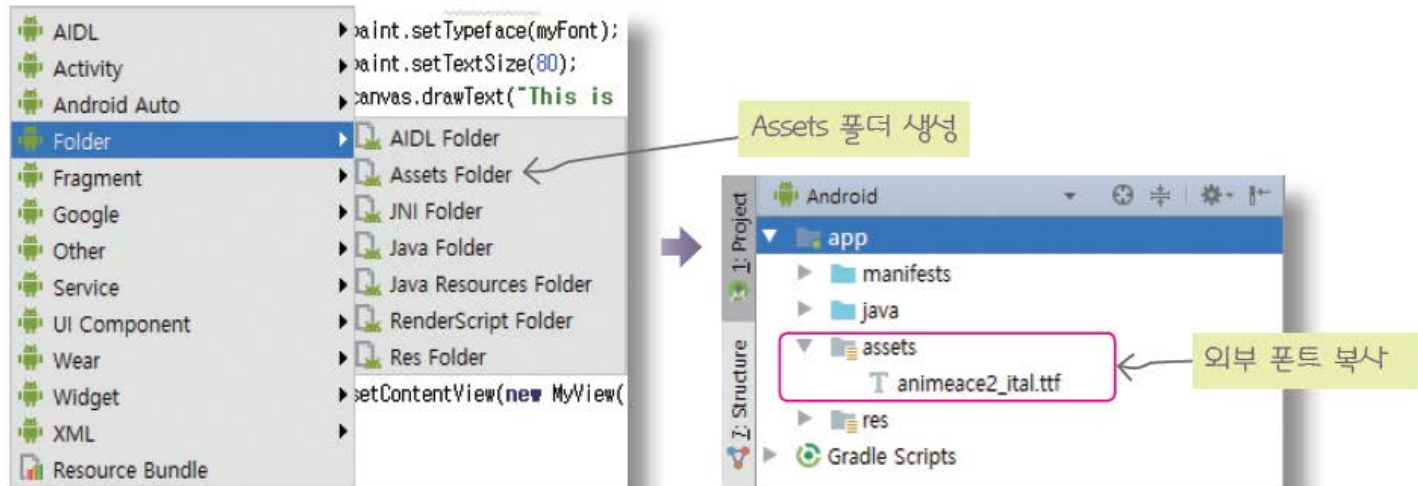 AIDL
Activity
Android Auto
Folder
Fragment
Google
Other
Service
UI Component
Wear
Widget
XML
Resource Bundle
paint.setTypeface(myFont);
paint.setTextSize(80);
canvas.drawText("This is
AIDL Folder
Assets Folder
JNI Folder
Java Folder
Java Resources Folder
RenderScript Folder
Res Folder
setContentView(new MyView(
Assets 폴더 생성
1: Project
Z: Structure
Android
app
manifests
java
assets
animeace2_ital.ttf
res
Gradle Scripts
외부 폰트 복사